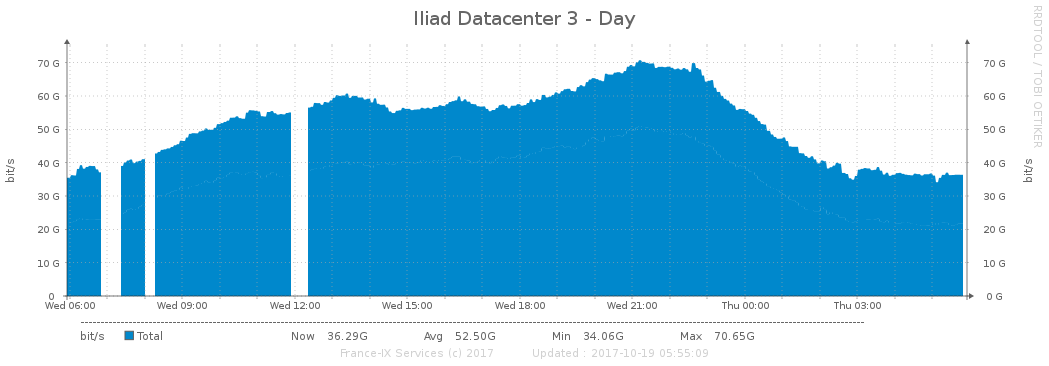 Iliad Datacenter 3 - Day
RRDTOOL / TOBI OETIKER
bit/s
70 G
60 G
50 G
40 G
30 G
20 G
10 G
0
70 G
60 G
50 G
40 G
30 G
20 G
10 G
0 G
bit/s
Wed 06:00 Wed 09:00 Wed 12:00 Wed 15:00 Wed 18:00 Wed 21:00 Thu 00:00 Thu 03:00
bit/s Total Now 36.29G Avg 52.50G Min 34.06G Max 70.65G
France-IX Services (c) 2017 Updated : 2017-10-19 05:55:09